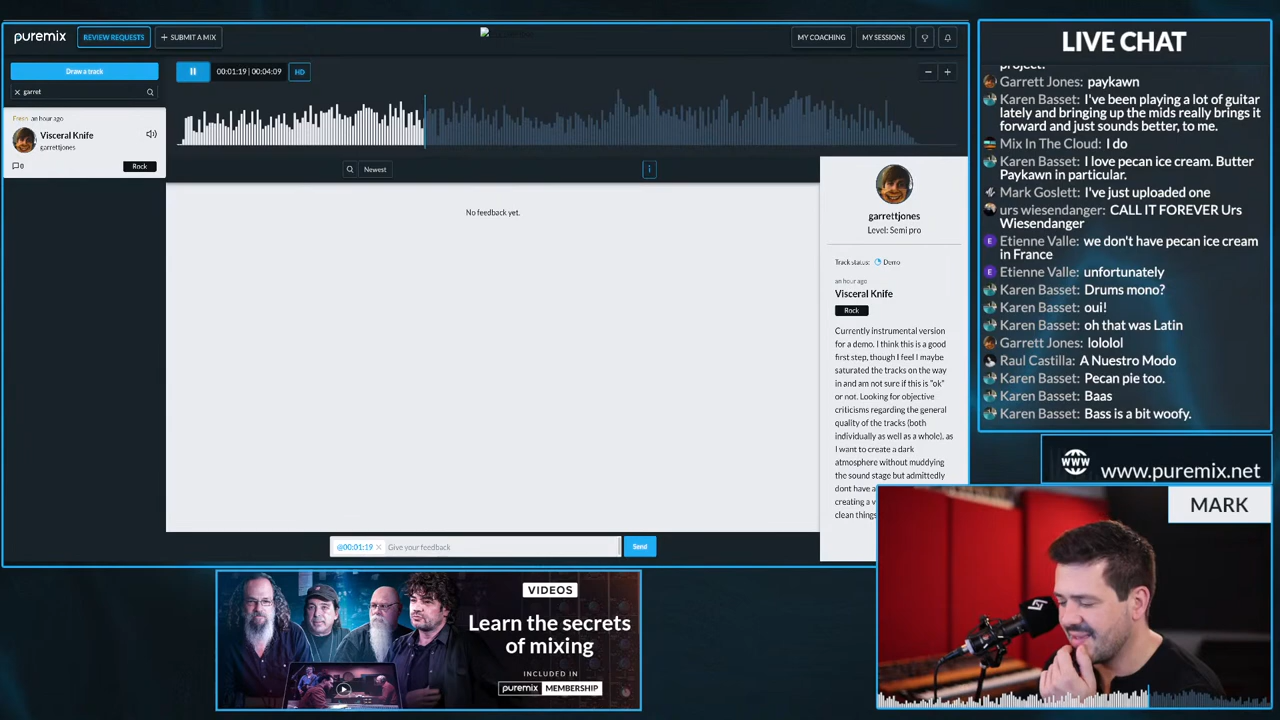 puremix
REVIEW REQUESTS
SUBMIT A MIX
MY COACHING
MY SESSIONS
Draw a track
garret
Fresh an hour ago
Visceral Knife
garrettjones
0
Rock
00:01:19 | 00:04:09
HD
Newest
No feedback yet.
@00:01:19
Give your feedback
Send
garrettjones
Level: Semi pro
Track status: Demo
an hour ago
Visceral Knife
Rock
Currently instrumental version
for a demo. I think this is a good
first step, though I feel I maybe
saturated the tracks on the way
in and am not sure if this is "ok"
or not. Looking for objective
criticisms regarding the general
quality of the tracks (both
individually as well as a whole), as
I want to create a dark
atmosphere without muddying
the sound stage but admittedly
dont have a
creating a v
clean things
LIVE CHAT
project.
Garrett Jones: paykawn
Karen Basset: I've been playing a lot of guitar
lately and bringing up the mids really brings it
forward and just sounds better, to me.
Mix In The Cloud: I do
Karen Basset: I love pecan ice cream. Butter
Paykawn in particular.
Mark Goslett: I've just uploaded one
urs wiesendanger: CALL IT FOREVER Urs
Wiesendanger
E Etienne Valle: we don't have pecan ice cream
in France
E Etienne Valle: unfortunately
Karen Basset: Drums mono?
Karen Basset: oui!
Karen Basset: oh that was Latin
Garrett Jones: lololol
Raul Castilla: A Nuestro Modo
Karen Basset: Pecan pie too.
Karen Basset: Baas
Karen Basset: Bass is a bit woofy.
WWW
www.puremix.net
MARK
VIDEOS
Learn the secrets
of mixing
INCLUDED IN
puremix MEMBERSHIP